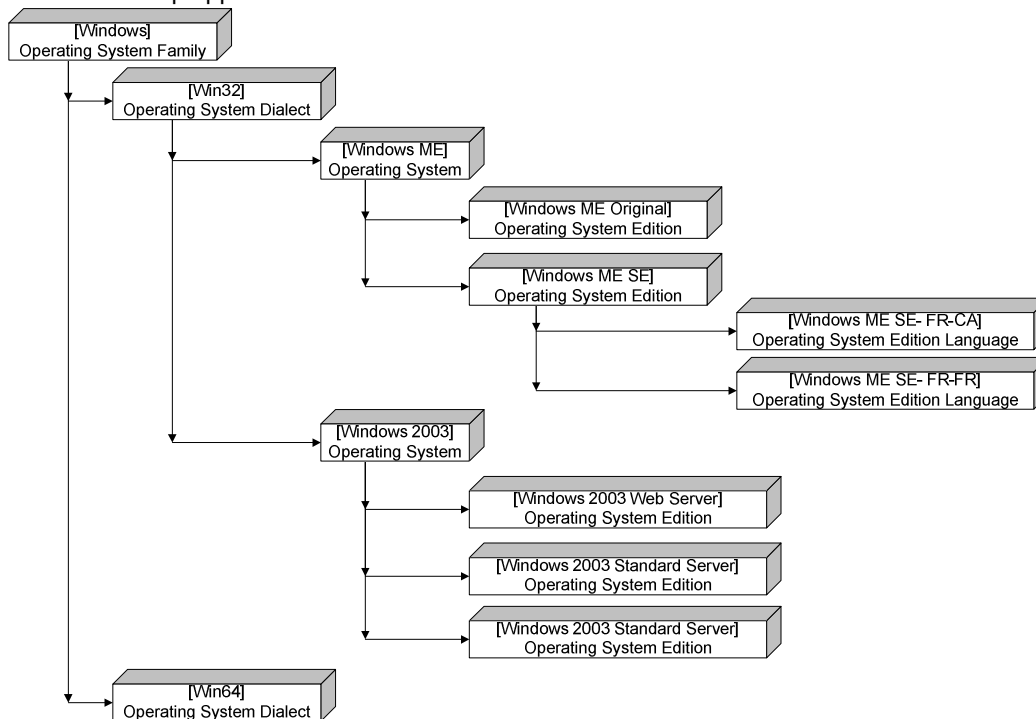 [Windows]
Operating System Family
[Win32]
Operating System Dialect
[Windows ME]
Operating System
[Windows ME Original]
Operating System Edition
[Windows ME SE]
Operating System Edition
[Windows ME SE- FR-CA]
Operating System Edition Language
[Windows ME SE- FR-FR]
Operating System Edition Language
[Windows 2003]
Operating System
[Windows 2003 Web Server]
Operating System Edition
[Windows 2003 Standard Server]
Operating System Edition
[Windows 2003 Standard Server]
Operating System Edition
[Win64]
Operating System Dialect